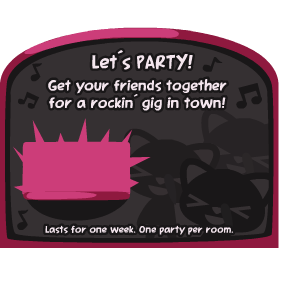 Let´s PARTY!
Get your friends together
for a rockin´ gig in town!
Lasts for one week. One party per room.